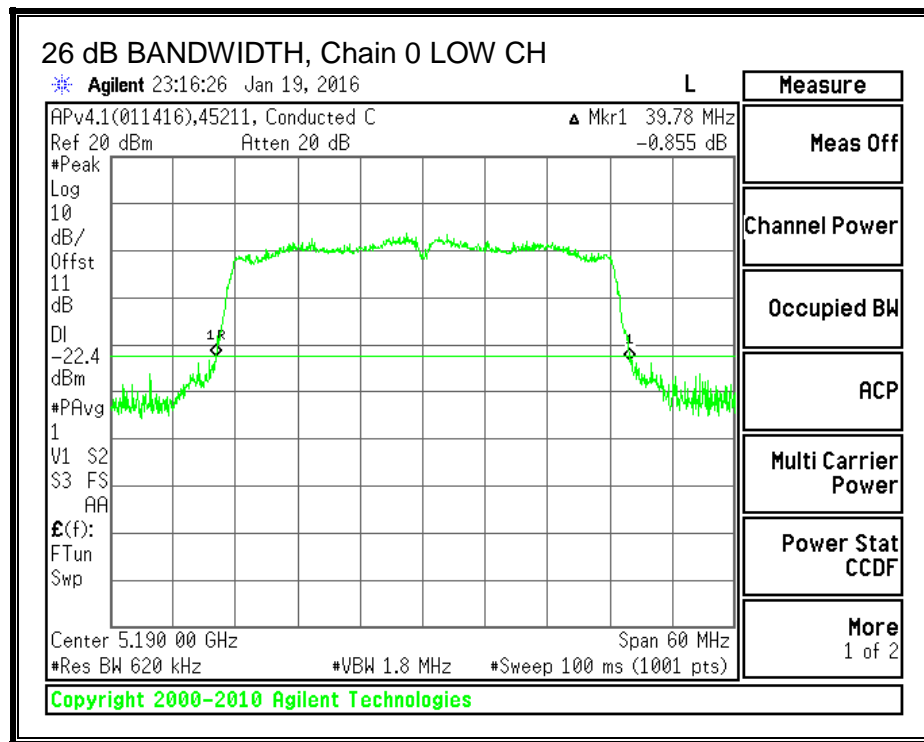 26 dB BANDWIDTH, Chain 0 LOW CH
Agilent 23:16:26 Jan 19, 2016 L
APv4.1(011416),45211, Conducted C
Δ Mkr1 39.78 MHz
Ref 20 dBm Atten 20 dB -0.855 dB
#Peak
Log
10
dB/
Offst
11
dB
DI
-22.4
dBm
#PAvg
1
V1 S2
S3 FS
AA
£(f):
FTun
Swp
1R
1
Center 5.190 00 GHz Span 60 MHz
#Res BW 620 kHz #VBW 1.8 MHz #Sweep 100 ms (1001 pts)
Measure
Meas Off
Channel Power
Occupied BW
ACP
Multi Carrier
Power
Power Stat
CCDF
More
1 of 2
Copyright 2000-2010 Agilent Technologies